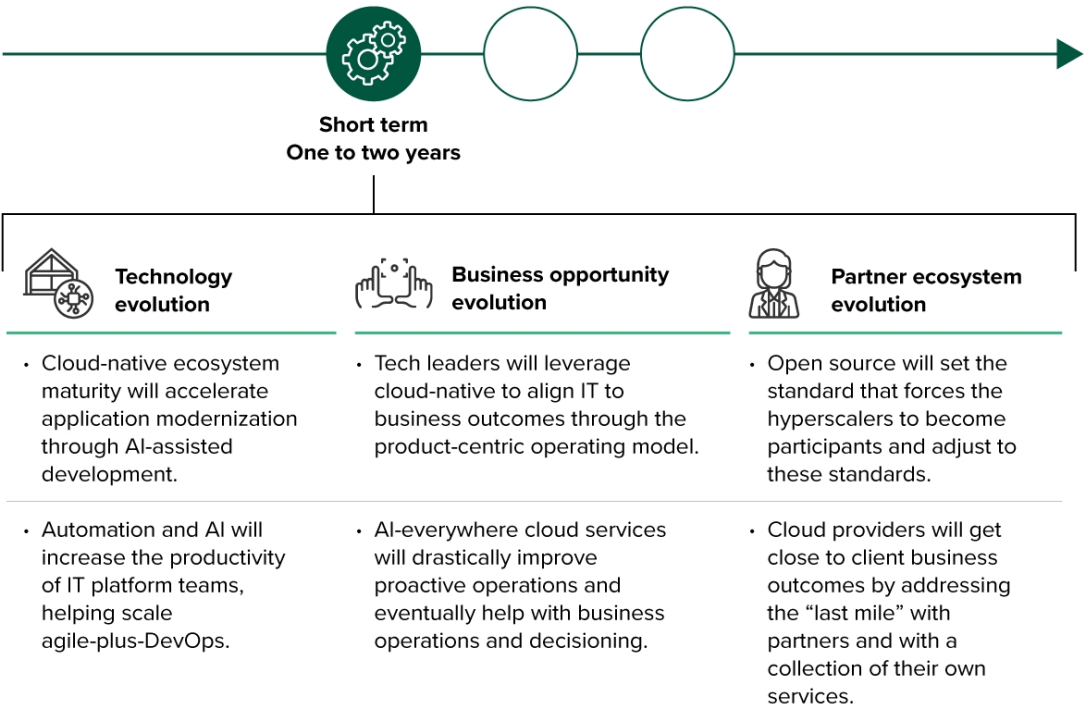 Short term
One to two years
Technology
evolution
• Cloud-native ecosystem
maturity will accelerate
application modernization
through AI-assisted
development.
• Automation and AI will
increase the productivity
of IT platform teams,
helping scale
agile-plus-DevOps.
Business opportunity
evolution
• Tech leaders will leverage
cloud-native to align IT to
business outcomes through the
product-centric operating model.
• AI-everywhere cloud services
will drastically improve
proactive operations and
eventually help with business
operations and decisioning.
Partner ecosystem
evolution
• Open source will set the
standard that forces the
hyperscalers to become
participants and adjust to
these standards.
• Cloud providers will get
close to client business
outcomes by addressing
the “last mile” with
partners and with a
collection of their own
services.